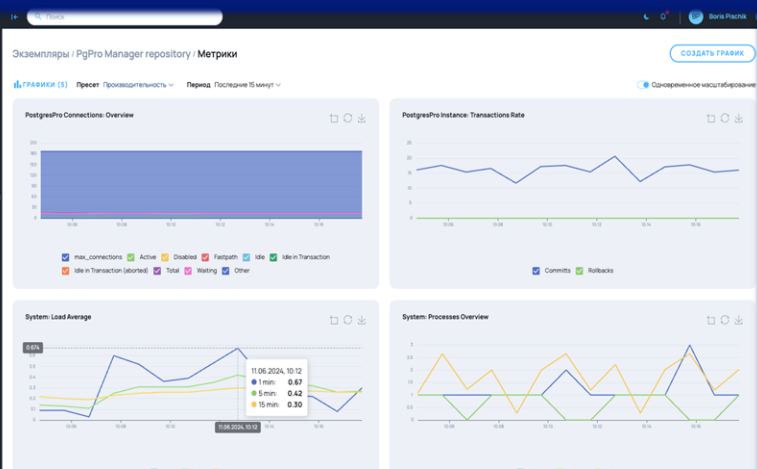 Поиск
Boris Pischik
Экземпляры / PgPro Manager repository / Метрики
СОЗДАТЬ ГРАФИК
ГРАФИКИ (5) Пресет Производительность Период Последние 15 минут
Одновременное масштабирование
PostgresPro Connections: Overview
PostgresPro Instance: Transactions Rate
max_connections Active Disabled Fastpath Idle Idle in Transaction
Idle in Transaction (aborted) Total Waiting Other
Committs Rollbacks
System: Load Average
System: Processes Overview
0.674
11.06.2024, 10:12
1 min: 0.67
5 min: 0.42
15 min: 0.30
11.06.2024, 10:12